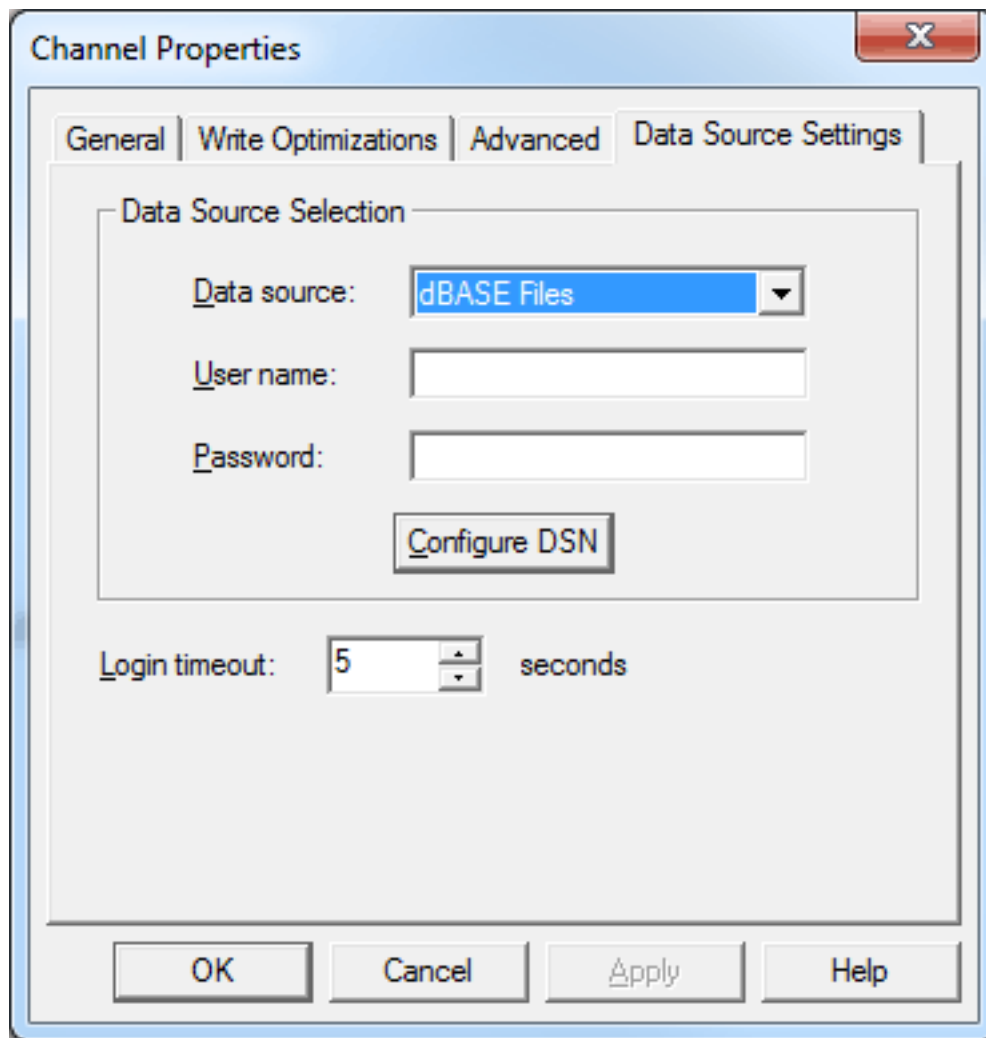 Channel Properties
General Write Optimizations Advanced Data Source Settings
Data Source Selection
Data source: dBASE Files
User name:
Password:
Configure DSN
Login timeout: 5 seconds
OK Cancel Apply Help